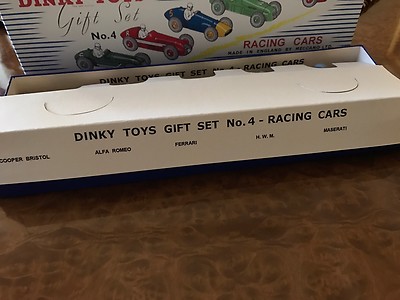 DINKY TOYS
Gift Set
No.4
RACING CARS
MADE IN ENGLAND BY MECCANO LTD.
DINKY TOYS GIFT SET No.4 - RACING CARS
DINKY TOYS GIFT SET No.4 - RACING CARS
COOPER BRISTOL ALFA ROMEO FERRARI H.W.M. MASERATI